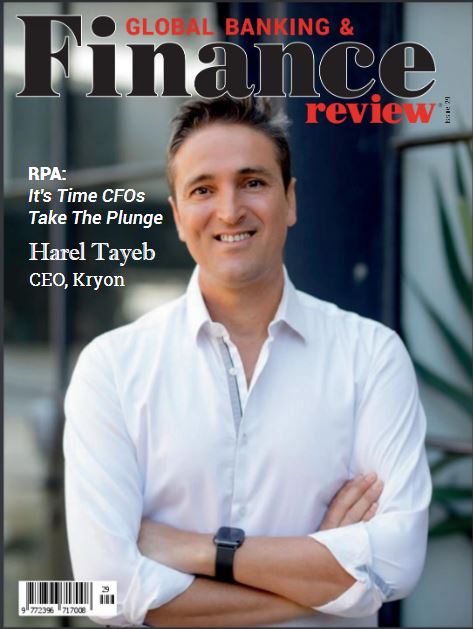 GLOBAL BANKING &
Finance
review
Issue 29
RPA:
It's Time CFOs
Take The Plunge
Harel Tayeb
CEO, Kryon
29
9 772396 717008